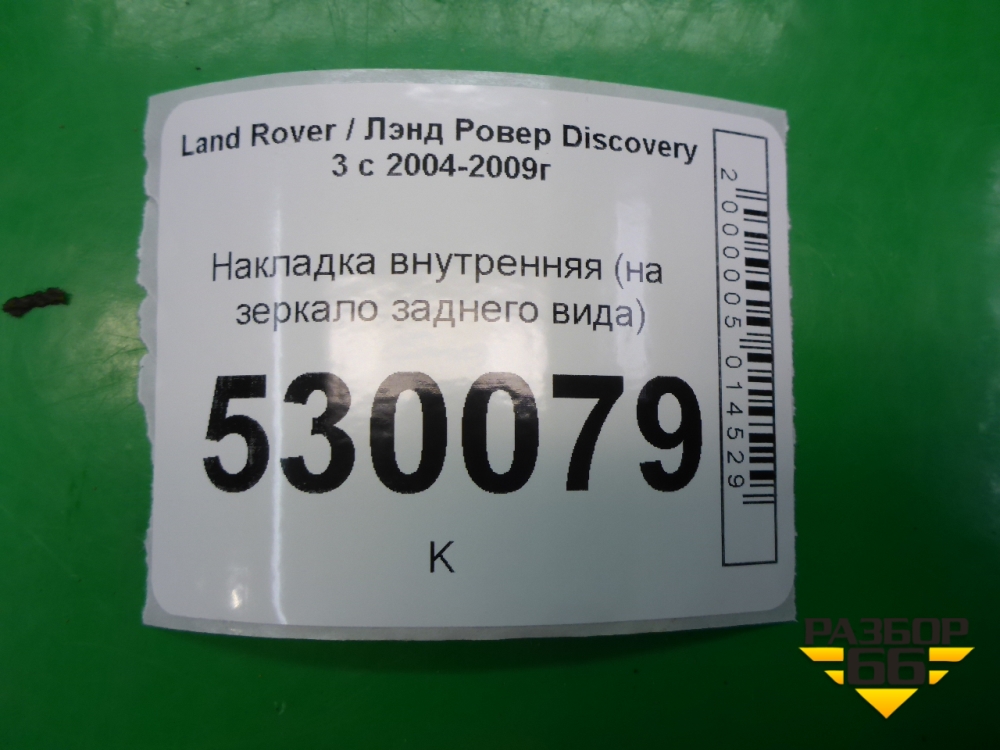 Land Rover / Лэнд Ровер Discovery
3 с 2004-2009г
Накладка внутренняя (на
зеркало заднего вида)
530079
К
2000005014529
РАЗБОР
66